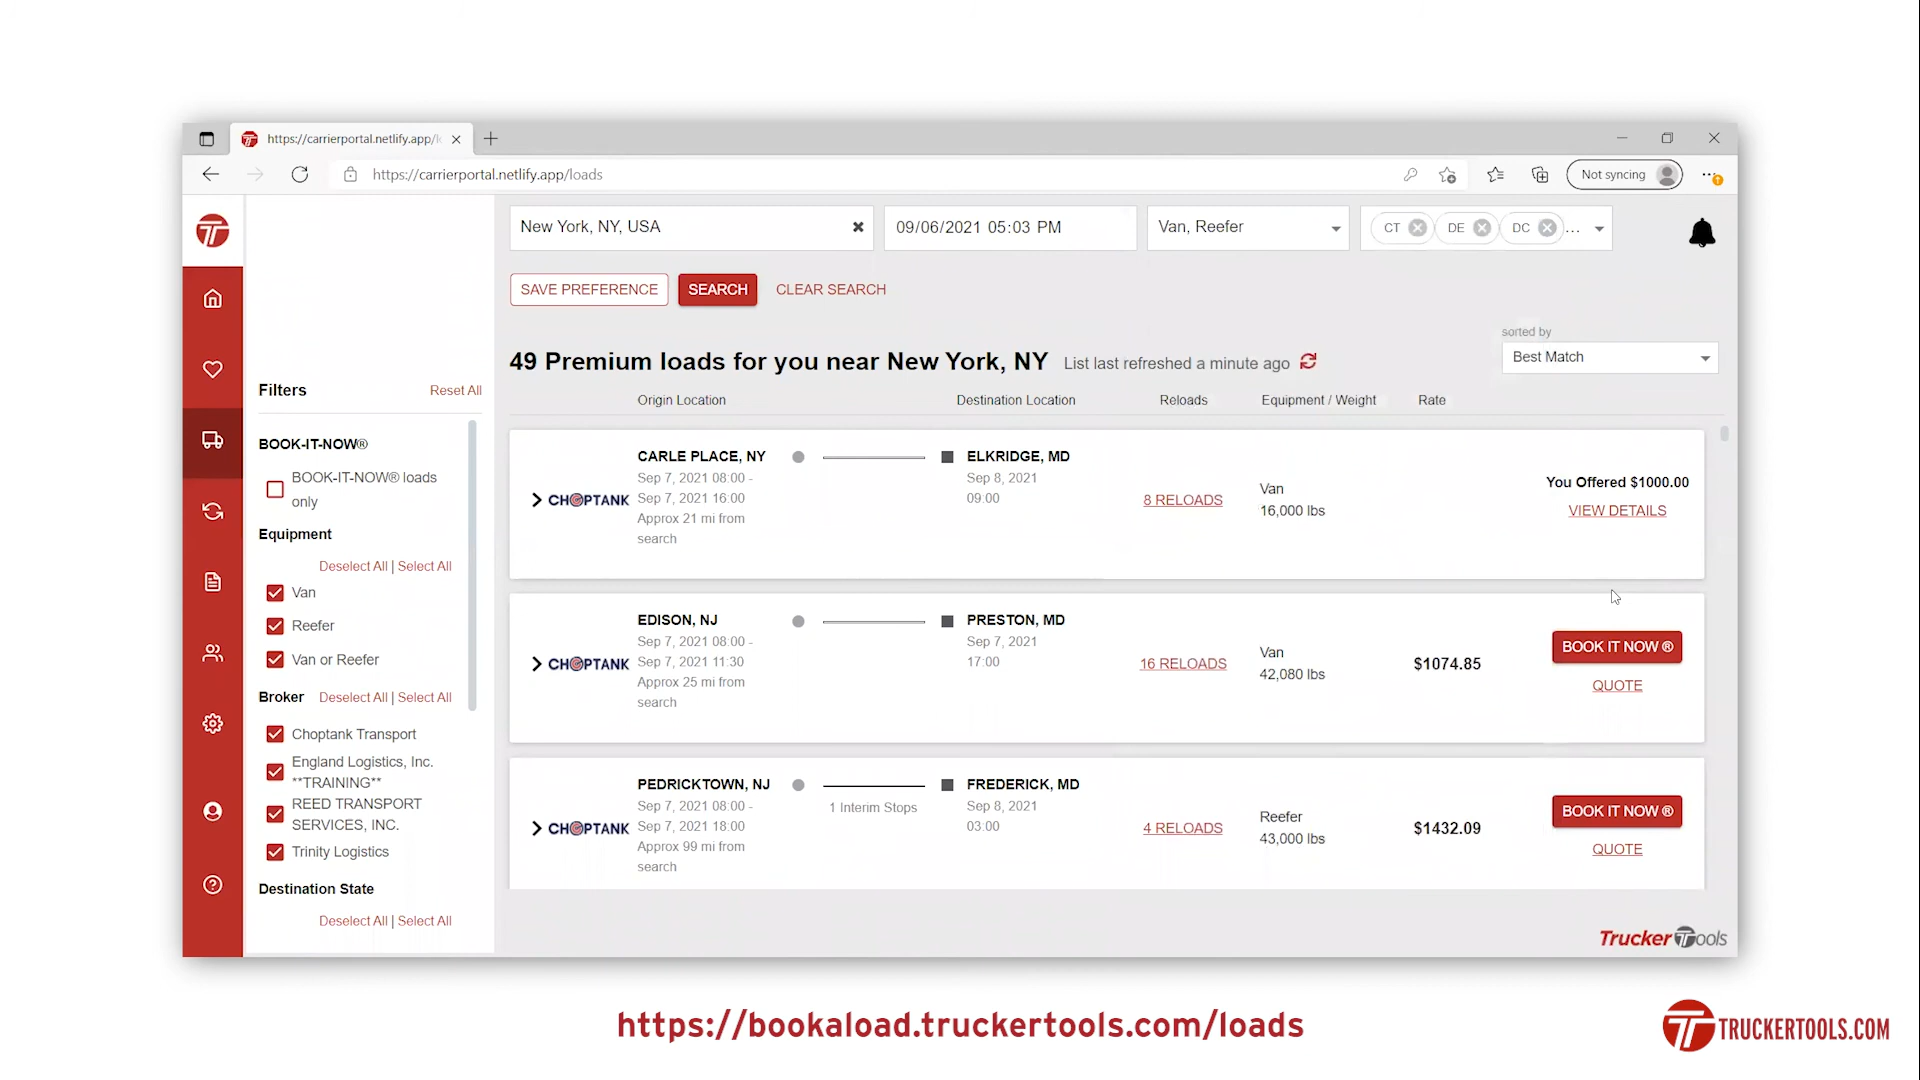 https://carrierportal.netlify.app/l
https://carrierportal.netlify.app/loads
Not syncing
New York, NY, USA
09/06/2021 05:03 PM
Van, Reefer
CT
DE
DC
...
SAVE PREFERENCE
SEARCH
CLEAR SEARCH
sorted by
Best Match
49 Premium loads for you near New York, NY
List last refreshed a minute ago
Origin Location
Destination Location
Reloads
Equipment / Weight
Rate
Filters
Reset All
BOOK-IT-NOW®
BOOK-IT-NOW® loads
only
Equipment
Deselect All | Select All
Van
Reefer
Van or Reefer
Broker
Deselect All | Select All
Choptank Transport
England Logistics, Inc.
**TRAINING**
REED TRANSPORT
SERVICES, INC.
Trinity Logistics
Destination State
Deselect All | Select All
CHOPTANK
CARLE PLACE, NY
Sep 7, 2021 08:00 -
Sep 7, 2021 16:00
Approx 21 mi from
search
ELKRIDGE, MD
Sep 8, 2021
09:00
8 RELOADS
Van
16,000 lbs
You Offered $1000.00
VIEW DETAILS
CHOPTANK
EDISON, NJ
Sep 7, 2021 08:00 -
Sep 7, 2021 11:30
Approx 25 mi from
search
PRESTON, MD
Sep 7, 2021
17:00
16 RELOADS
Van
42,080 lbs
$1074.85
BOOK IT NOW ®
QUOTE
CHOPTANK
PEDRICKTOWN, NJ
Sep 7, 2021 08:00 -
Sep 7, 2021 18:00
Approx 99 mi from
search
1 Interim Stops
FREDERICK, MD
Sep 8, 2021
03:00
4 RELOADS
Reefer
43,000 lbs
$1432.09
BOOK IT NOW ®
QUOTE
Trucker Tools
https://bookaload.truckertools.com/loads
TRUCKERTOOLS.COM